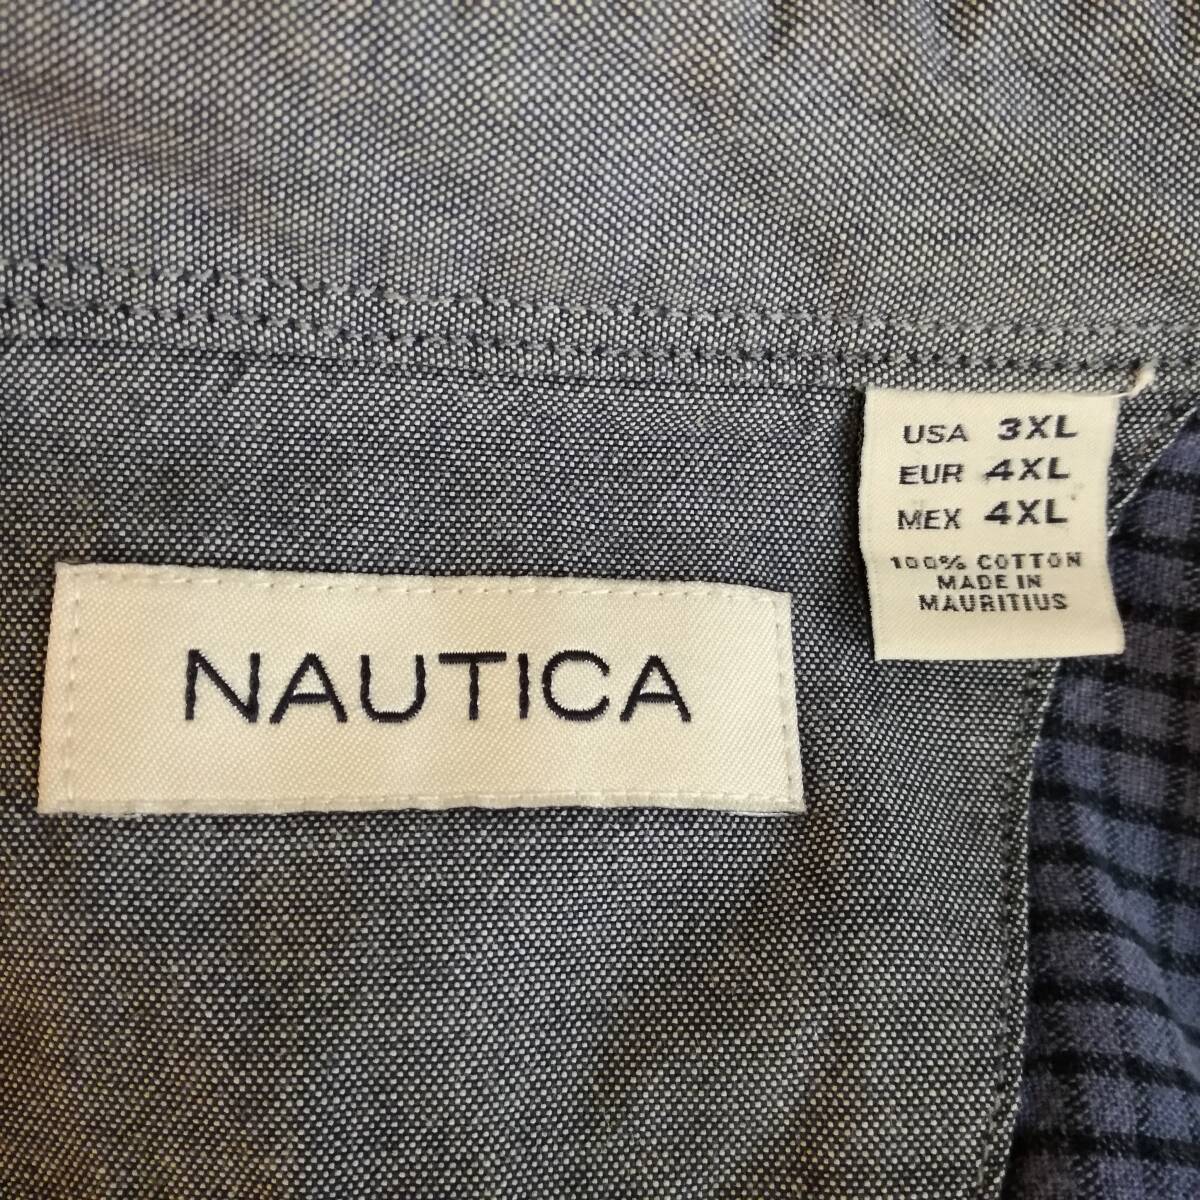 USA 3XL
EUR 4XL
MEX 4XL
100% COTTON
MADE IN
MAURITIUS
NAUTICA